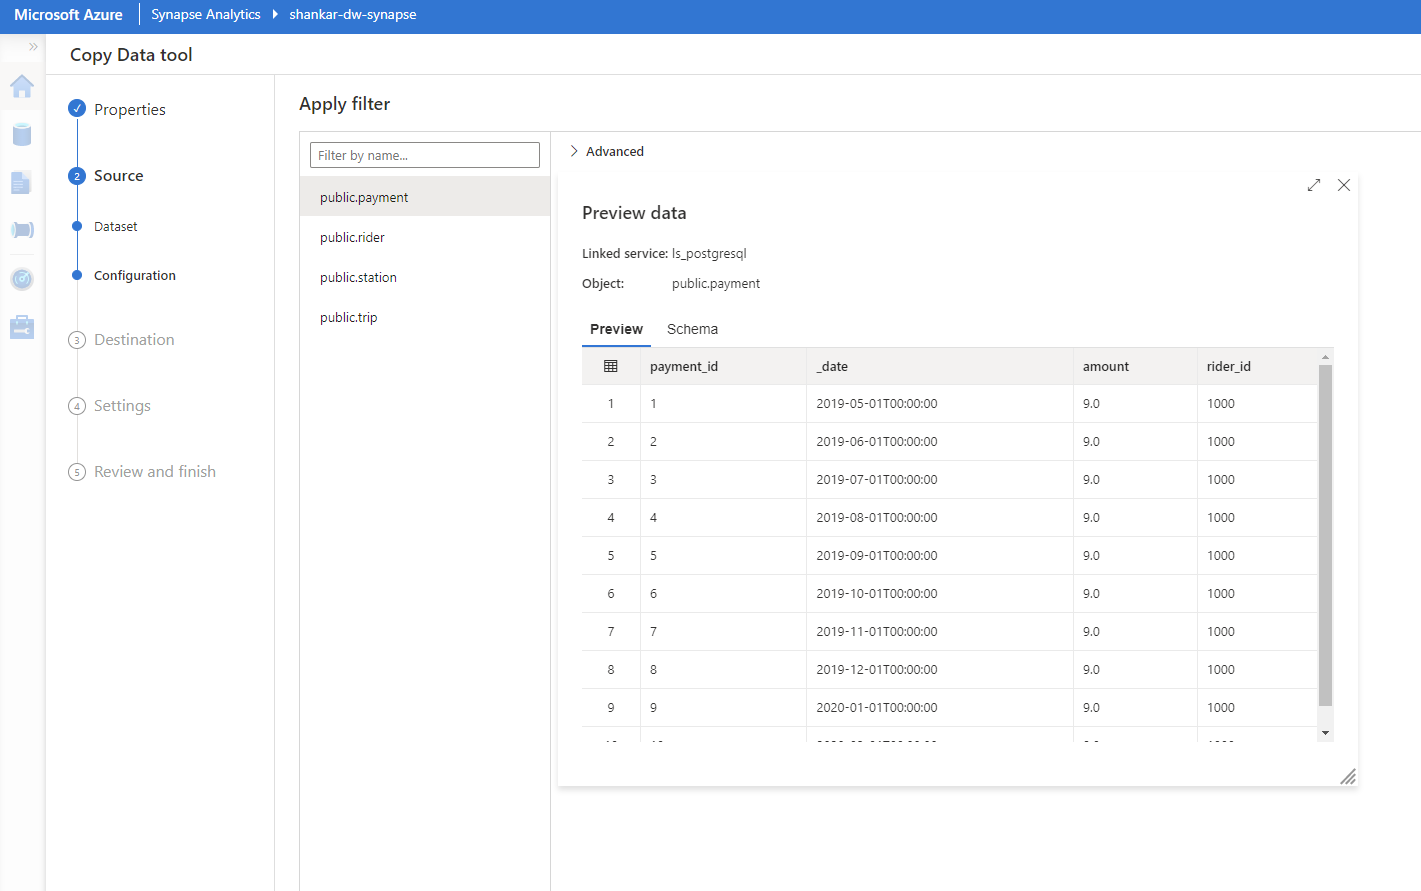 Microsoft Azure Synapse Analytics shankar-dw-synapse
Copy Data tool
Properties
2 Source
Dataset
Configuration
3 Destination
4 Settings
5 Review and finish
Apply filter
Filter by name...
public.payment
public.rider
public.station
public.trip
Advanced
Preview data
Linked service: ls_postgresql
Object: public.payment
Preview Schema
payment_id _date amount rider_id
1 1 2019-05-01T00:00:00 9.0 1000
2 2 2019-06-01T00:00:00 9.0 1000
3 3 2019-07-01T00:00:00 9.0 1000
4 4 2019-08-01T00:00:00 9.0 1000
5 5 2019-09-01T00:00:00 9.0 1000
6 6 2019-10-01T00:00:00 9.0 1000
7 7 2019-11-01T00:00:00 9.0 1000
8 8 2019-12-01T00:00:00 9.0 1000
9 9 2020-01-01T00:00:00 9.0 1000